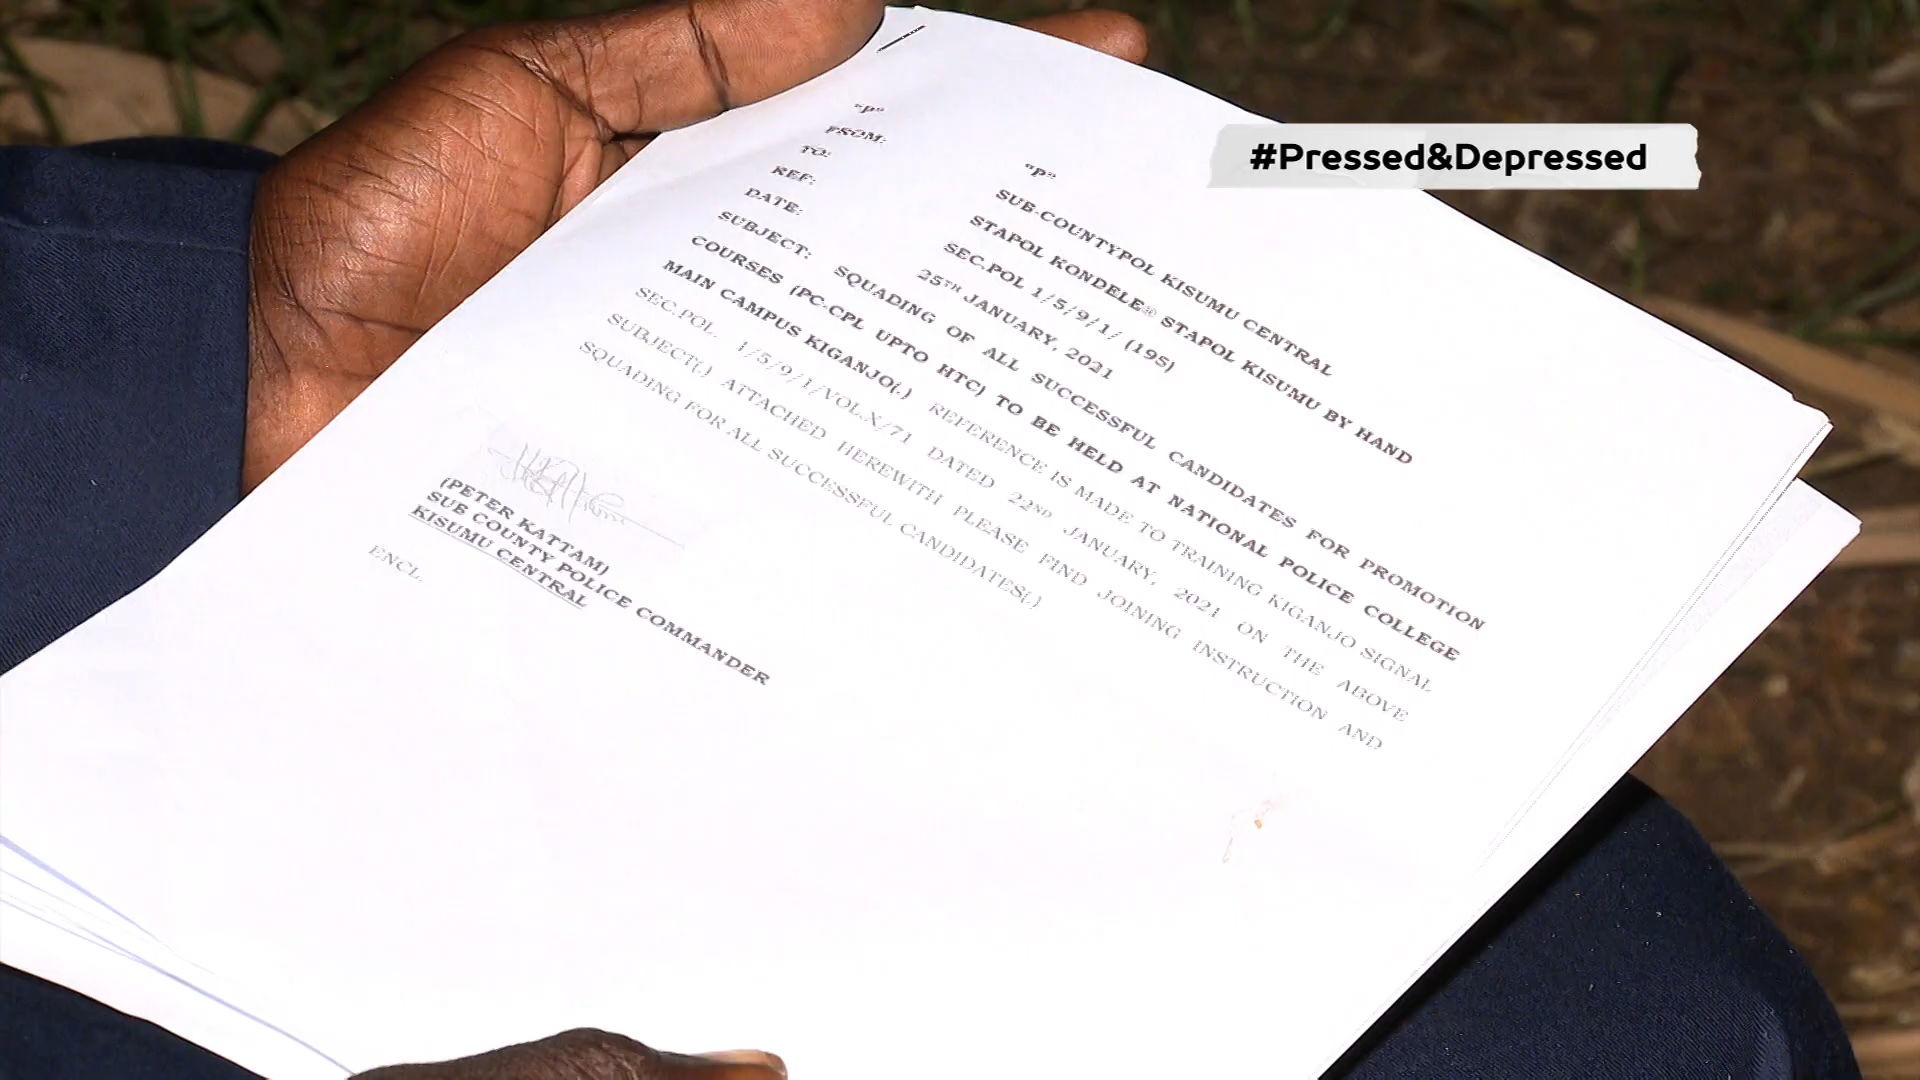 #Pressed&Depressed
"P" "P"
FROM: SUB-COUNTYPOL KISUMU CENTRAL
TO: STAPOL KONDELE® STAPOL KISUMU BY HAND
REF: SEC.POL 1/5/9/1/ (195)
DATE: 25TH JANUARY, 2021
SUBJECT: SQUADING OF ALL SUCCESSFUL CANDIDATES FOR PROMOTION
COURSES (PC-CPL UPTO HTC) TO BE HELD AT NATIONAL POLICE COLLEGE
MAIN CAMPUS KIGANJO(.) REFERENCE IS MADE TO TRAINING KIGANJO SIGNAL
SEC.POL. 1/5/9/1/VOL.X/71 DATED 22ND JANUARY, 2021 ON THE ABOVE
SUBJECT(.) ATTACHED HEREWITH PLEASE FIND JOINING INSTRUCTION AND
SQUADING FOR ALL SUCCESSFUL CANDIDATES(.)
(PETER KATTAM)
SUB COUNTY POLICE COMMANDER
KISUMU CENTRAL
ENCL.